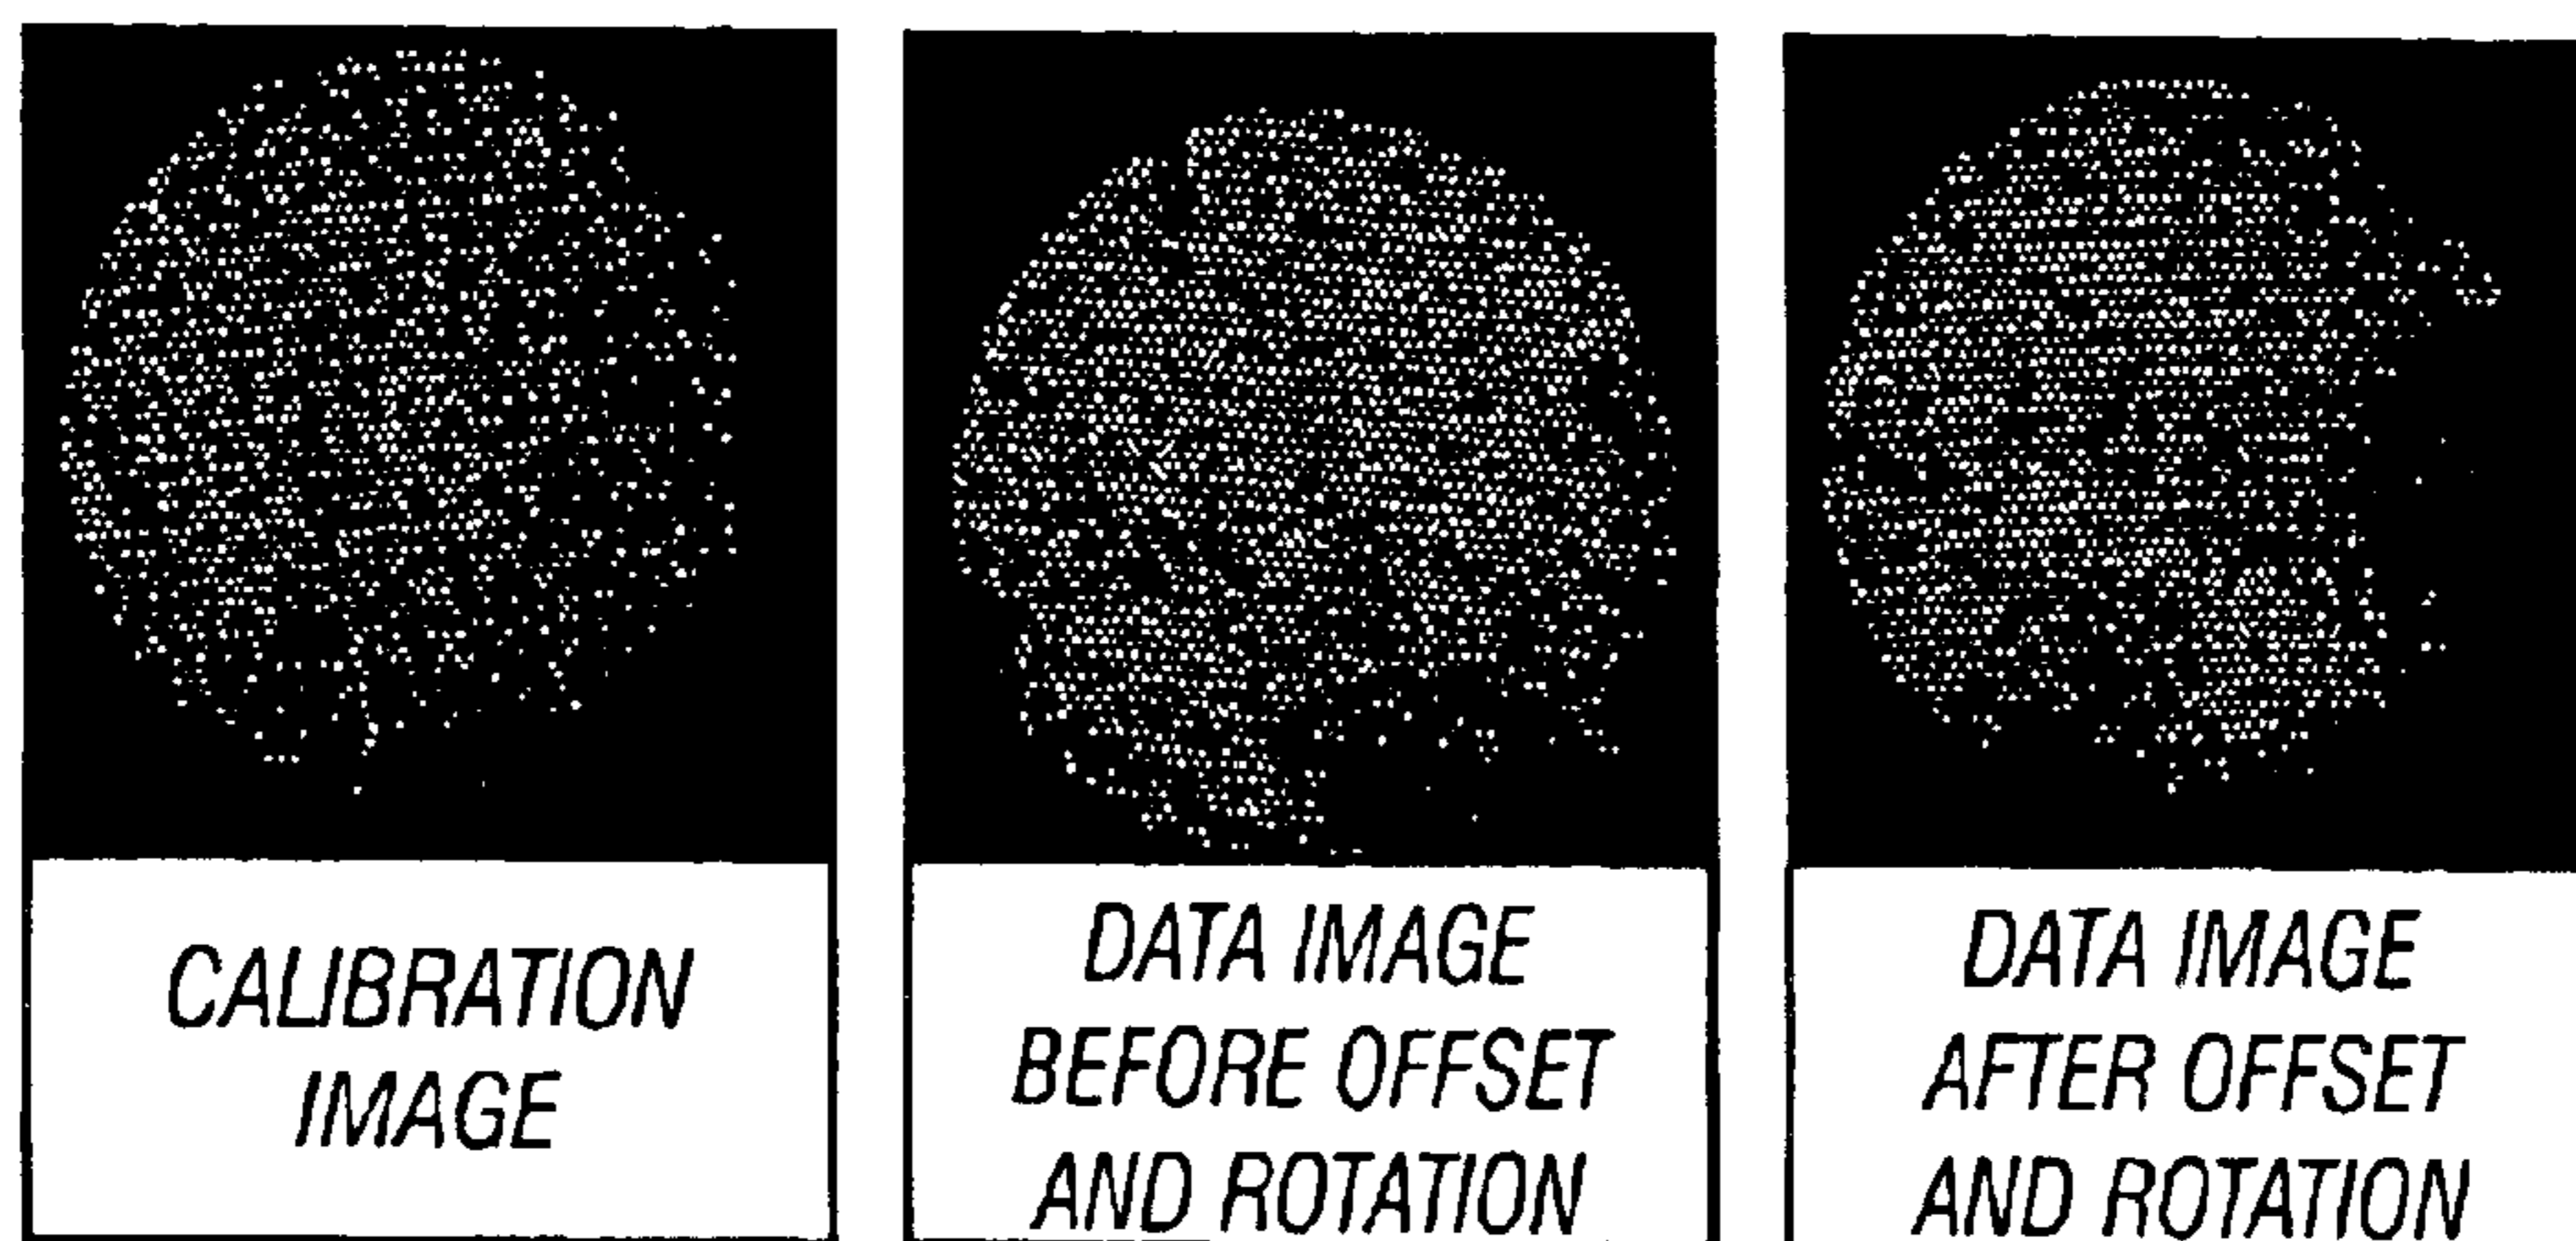 CALIBRATION
IMAGE
DATA IMAGE
BEFORE OFFSET
AND ROTATION
DATA IMAGE
AFTER OFFSET
AND ROTATION